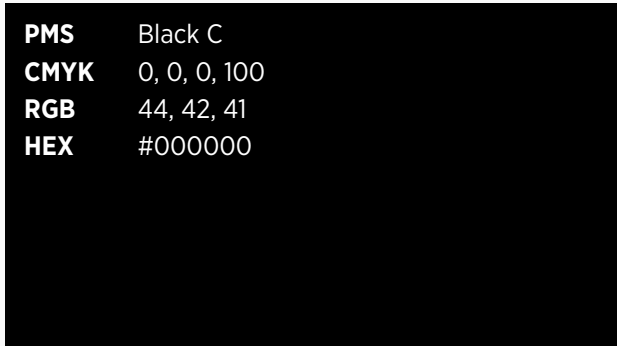 PMS Black C
CMYK 0, 0, 0, 100
RGB 44, 42, 41
HEX #000000